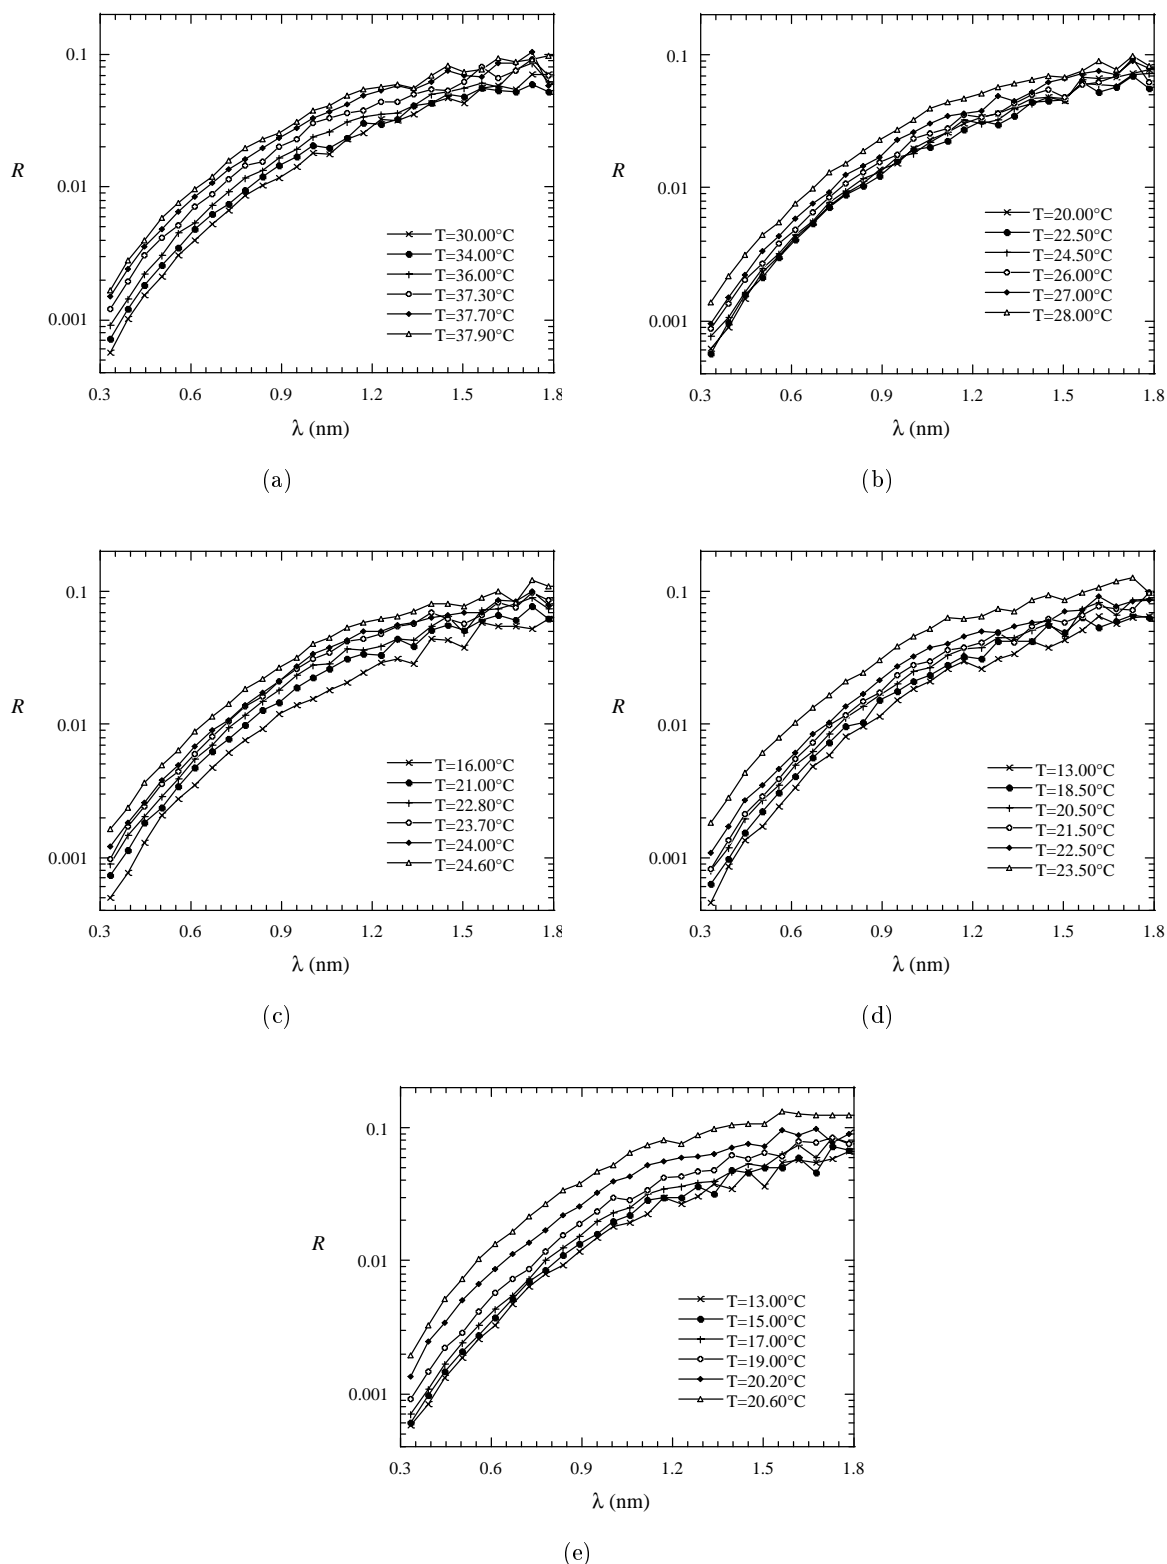 0.1
R
0.01
0.001
T=30.00°C
T=34.00°C
T=36.00°C
T=37.30°C
T=37.70°C
T=37.90°C
0.3 0.6 0.9 1.2 1.5 1.8
λ (nm)
(a)
0.1
R
0.01
0.001
T=20.00°C
T=22.50°C
T=24.50°C
T=26.00°C
T=27.00°C
T=28.00°C
0.3 0.6 0.9 1.2 1.5 1.8
λ (nm)
(b)
0.1
R
0.01
0.001
T=16.00°C
T=21.00°C
T=22.80°C
T=23.70°C
T=24.00°C
T=24.60°C
0.3 0.6 0.9 1.2 1.5 1.8
λ (nm)
(c)
0.1
R
0.01
0.001
T=13.00°C
T=18.50°C
T=20.50°C
T=21.50°C
T=22.50°C
T=23.50°C
0.3 0.6 0.9 1.2 1.5 1.8
λ (nm)
(d)
0.1
R
0.01
0.001
T=13.00°C
T=15.00°C
T=17.00°C
T=19.00°C
T=20.20°C
T=20.60°C
0.3 0.6 0.9 1.2 1.5 1.8
λ (nm)
(e)